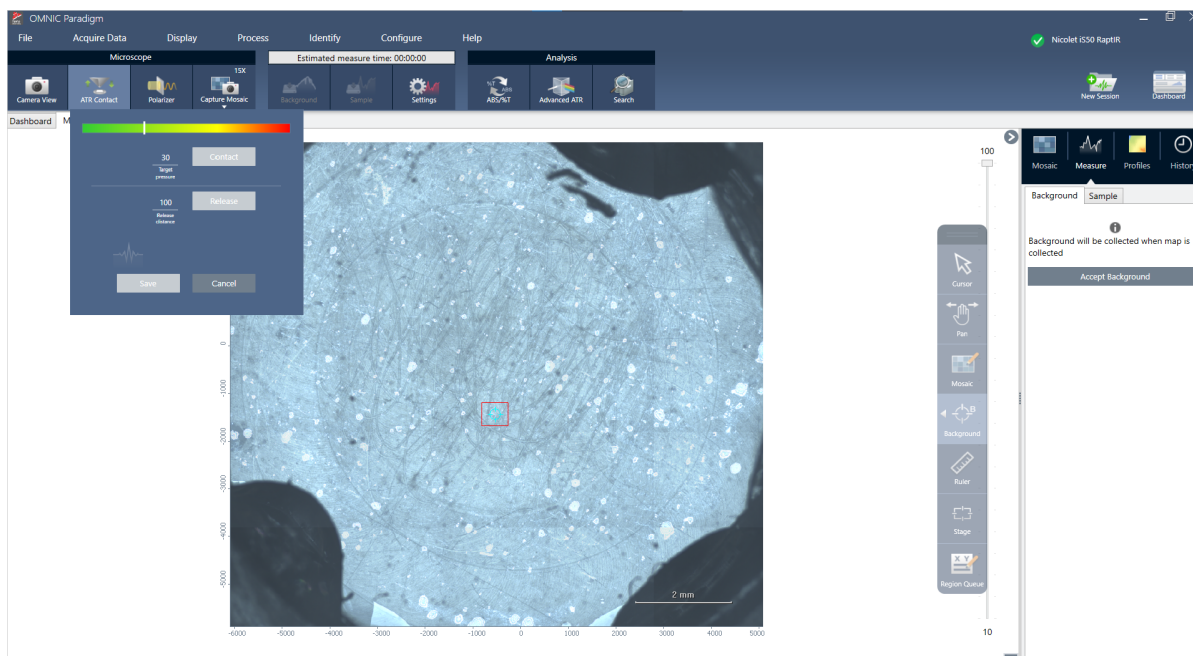 OMNIC Paradigm
File Acquire Data Display Process Identify Configure Help
Nicolet iS50 RaptIR
Microscope
Estimated measure time: 00:00:00
Analysis
15X
Camera View
ATR Contact
Polarizer
Capture Mosaic
Background
Sample
Settings
%T
ABS
ABS/%T
Advanced ATR
Search
New Session
Dashboard
Dashboard M
30
Target
pressure
Contact
100
Release
distance
Release
Save Cancel
0
-1000
-2000
-3000
-4000
-5000
-6000 -5000 -4000 -3000 -2000 -1000 0 1000 2000 3000 4000 5000
2 mm
100
10
Cursor
Pan
Mosaic
B
Background
Ruler
Stage
X Y
Region Queue
Mosaic Measure Profiles History
Background Sample
Background will be collected when map is
collected
Accept Background